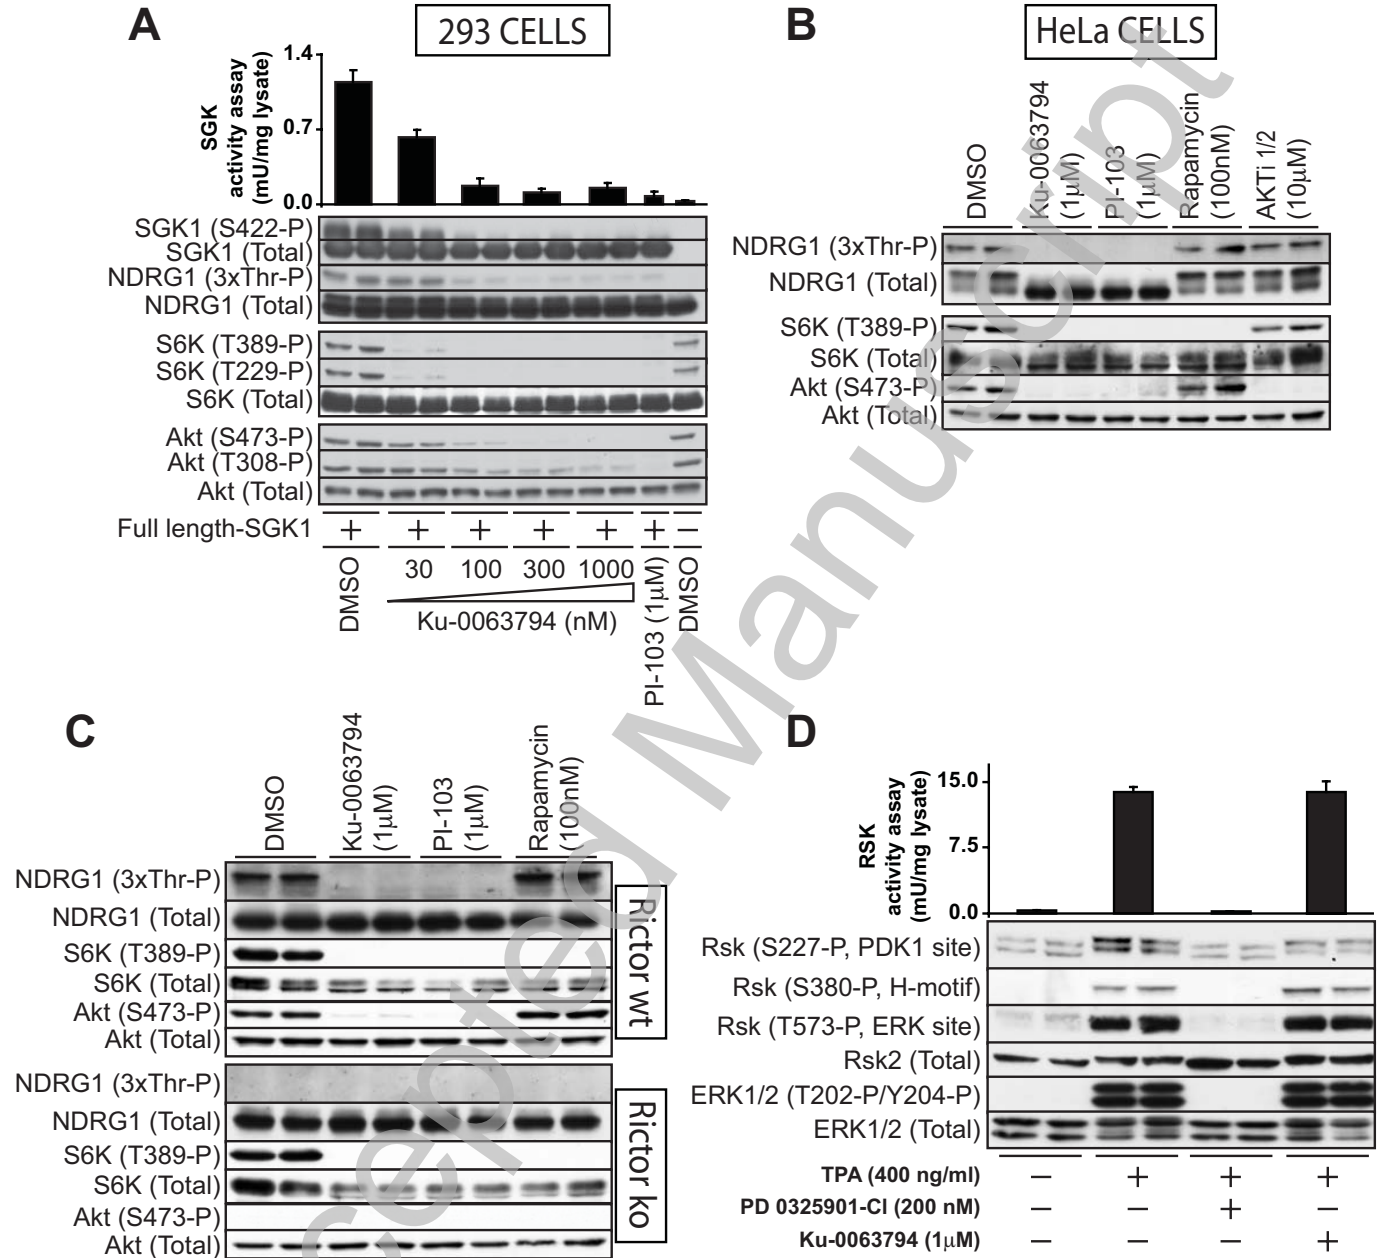 A
293 CELLS
SGK
activity assay
(mU/mg lysate)
1.4
0.7
0.0
SGK1 (S422-P)
SGK1 (Total)
NDRG1 (3xThr-P)
NDRG1 (Total)
S6K (T389-P)
S6K (T229-P)
S6K (Total)
Akt (S473-P)
Akt (T308-P)
Akt (Total)
Full length-SGK1 + + + + + + −
DMSO 30 100 300 1000 PI-103 (1μM) DMSO
Ku-0063794 (nM)
B
HeLa CELLS
DMSO
Ku-0063794
(1μM)
PI-103
(1μM)
Rapamycin
(100nM)
AKTi 1/2
(10μM)
NDRG1 (3xThr-P)
NDRG1 (Total)
S6K (T389-P)
S6K (Total)
Akt (S473-P)
Akt (Total)
C
DMSO
Ku-0063794
(1μM)
PI-103
(1μM)
Rapamycin
(100nM)
NDRG1 (3xThr-P)
NDRG1 (Total)
S6K (T389-P)
S6K (Total)
Akt (S473-P)
Akt (Total)
Rictor wt
NDRG1 (3xThr-P)
NDRG1 (Total)
S6K (T389-P)
S6K (Total)
Akt (S473-P)
Akt (Total)
Rictor ko
D
RSK
activity assay
(mU/mg lysate)
15.0
7.5
0.0
Rsk (S227-P, PDK1 site)
Rsk (S380-P, H-motif)
Rsk (T573-P, ERK site)
Rsk2 (Total)
ERK1/2 (T202-P/Y204-P)
ERK1/2 (Total)
TPA (400 ng/ml) − + + +
PD 0325901-Cl (200 nM) − − + −
Ku-0063794 (1μM) − − − +
cepted Manuscript